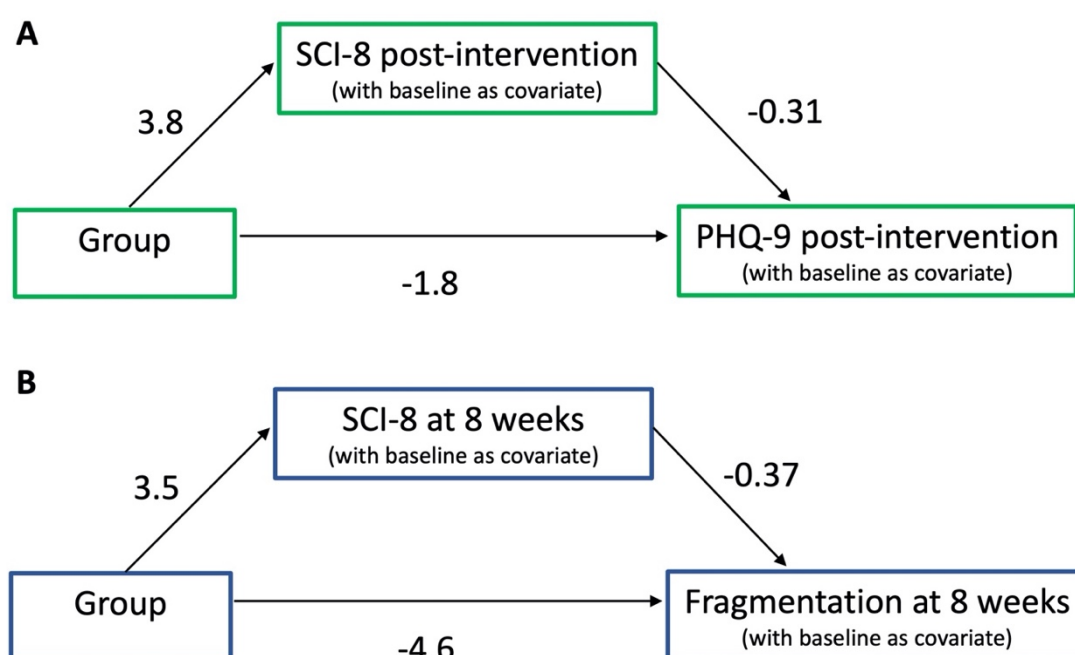 A
SCI-8 post-intervention
(with baseline as covariate)
3.8
-0.31
Group
PHQ-9 post-intervention
(with baseline as covariate)
-1.8
B
SCI-8 at 8 weeks
(with baseline as covariate)
3.5
-0.37
Group
Fragmentation at 8 weeks
(with baseline as covariate)
-4.6